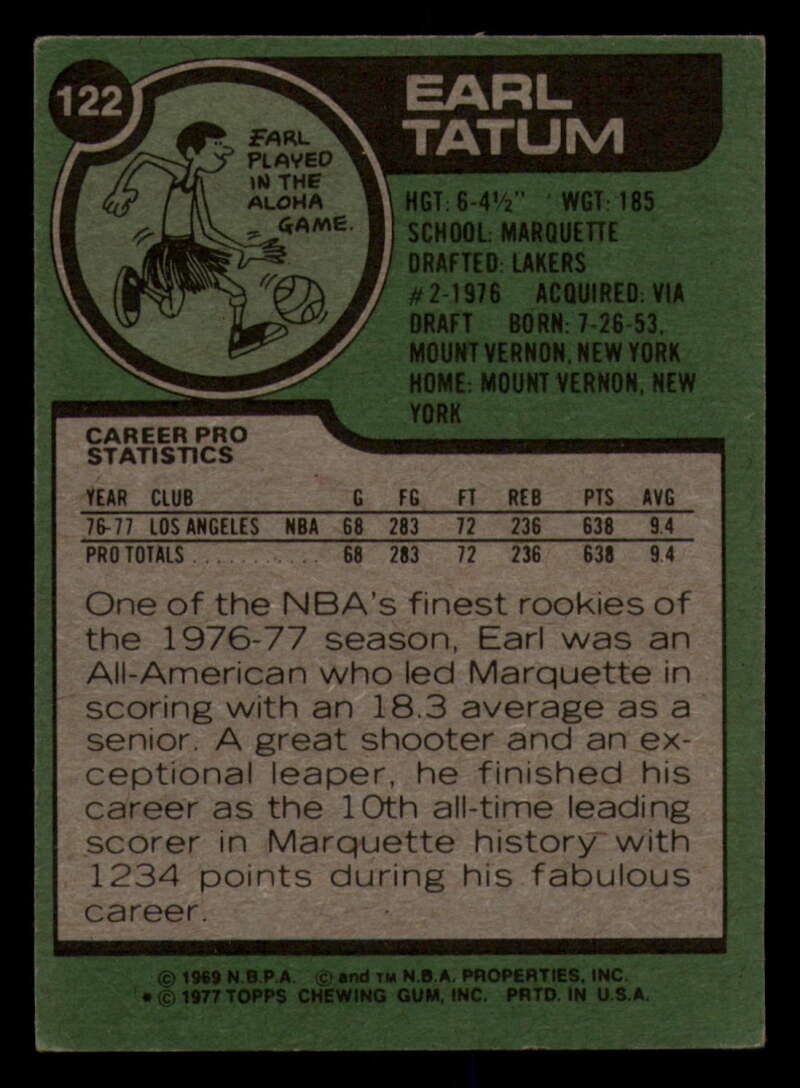 122
EARL
TATUM
EARL
PLAYED
IN THE
ALOHA
GAME.
HGT: 6-4½" WGT: 185
SCHOOL: MARQUETTE
DRAFTED: LAKERS
#2-1976 ACQUIRED: VIA
DRAFT BORN: 7-26-53,
MOUNT VERNON, NEW YORK
HOME: MOUNT VERNON, NEW
YORK
CAREER PRO
STATISTICS
YEAR CLUB G FG FT REB PTS AVG
76-77 LOS ANGELES NBA 68 283 72 236 638 9.4
PRO TOTALS . . . . . . . . . . . . 68 283 72 236 638 9.4
One of the NBA's finest rookies of
the 1976-77 season, Earl was an
All-American who led Marquette in
scoring with an 18.3 average as a
senior. A great shooter and an ex-
ceptional leaper, he finished his
career as the 10th all-time leading
scorer in Marquette history with
1234 points during his fabulous
career.
© 1969 N.B.P.A. © and TM N.B.A. PROPERTIES, INC.
* © 1977 TOPPS CHEWING GUM, INC. PRTD. IN U.S.A.